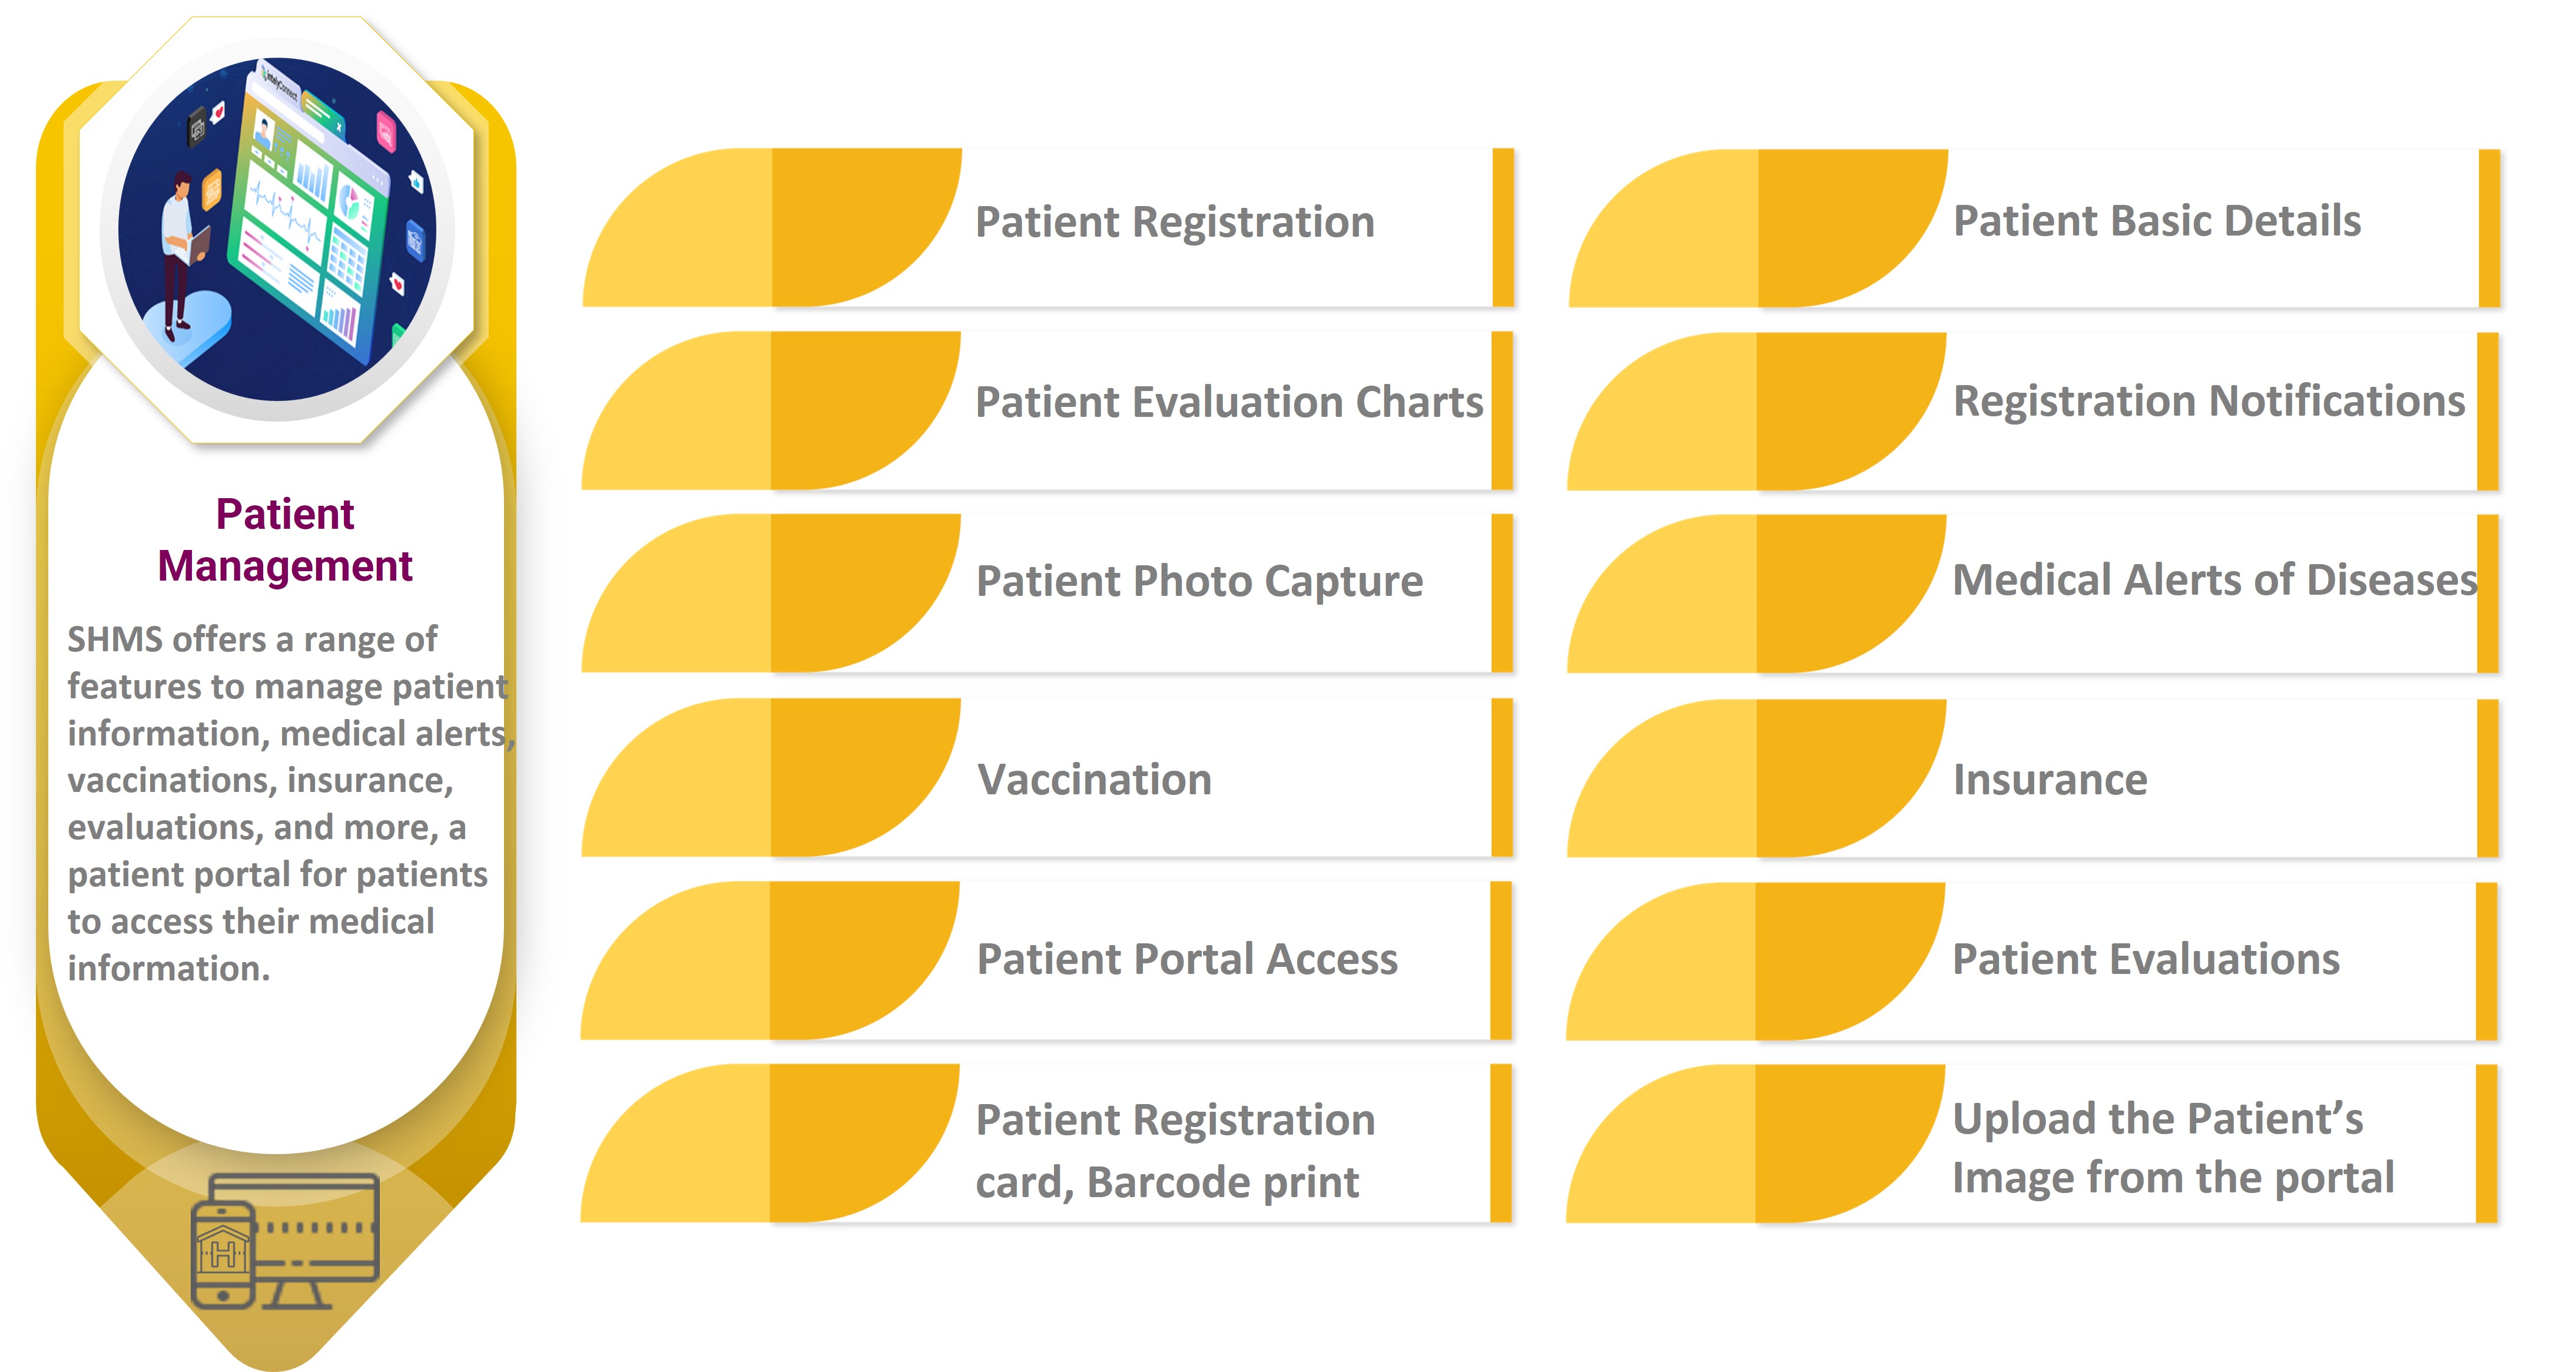 intelyConnect
Patient
Management
SHMS offers a range of
features to manage patient
information, medical alerts,
vaccinations, insurance,
evaluations, and more, a
patient portal for patients
to access their medical
information.
H
Patient Registration
Patient Evaluation Charts
Patient Photo Capture
Vaccination
Patient Portal Access
Patient Registration
card, Barcode print
Patient Basic Details
Registration Notifications
Medical Alerts of Diseases
Insurance
Patient Evaluations
Upload the Patient’s
Image from the portal